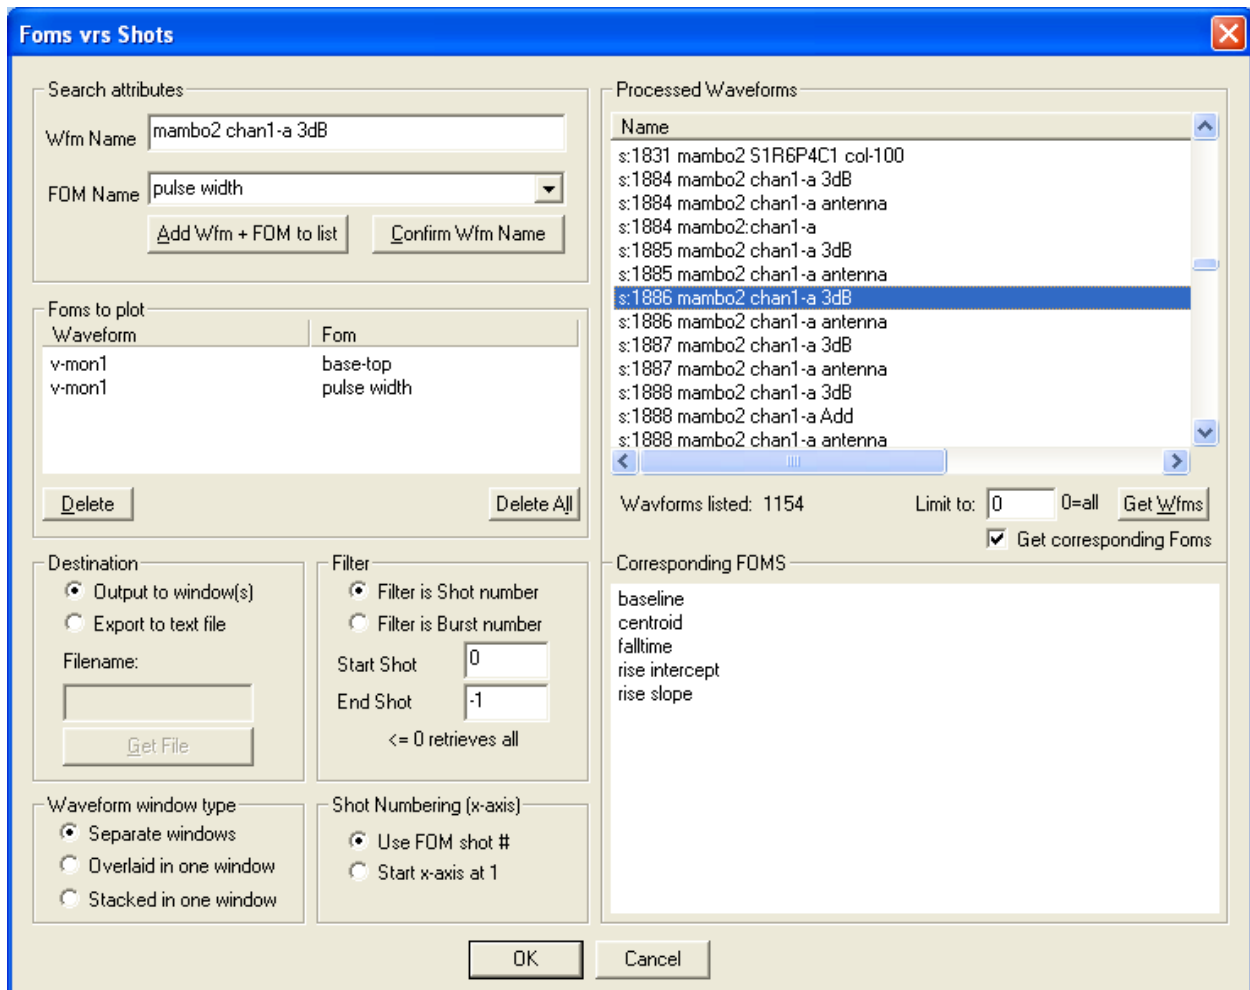 Foms vrs Shots
Search attributes
Wfm Name mambo2 chan1-a 3dB
FOM Name pulse width
Add Wfm + FOM to list Confirm Wfm Name
Foms to plot
Waveform Fom
v-mon1 base-top
v-mon1 pulse width
Delete Delete All
Destination
Output to window(s)
Export to text file
Filename:
Get File
Filter
Filter is Shot number
Filter is Burst number
Start Shot 0
End Shot -1
<= 0 retrieves all
Waveform window type
Separate windows
Overlaid in one window
Stacked in one window
Shot Numbering (x-axis)
Use FOM shot #
Start x-axis at 1
Processed Waveforms
Name
s:1831 mambo2 S1R6P4C1 col-100
s:1884 mambo2 chan1-a 3dB
s:1884 mambo2 chan1-a antenna
s:1884 mambo2:chan1-a
s:1885 mambo2 chan1-a 3dB
s:1885 mambo2 chan1-a antenna
s:1886 mambo2 chan1-a 3dB
s:1886 mambo2 chan1-a antenna
s:1887 mambo2 chan1-a 3dB
s:1887 mambo2 chan1-a antenna
s:1888 mambo2 chan1-a 3dB
s:1888 mambo2 chan1-a Add
s:1888 mambo2 chan1-a antenna
Wavforms listed: 1154 Limit to: 0 0=all Get Wfms
Get corresponding Foms
Corresponding FOMS
baseline
centroid
falltime
rise intercept
rise slope
OK Cancel